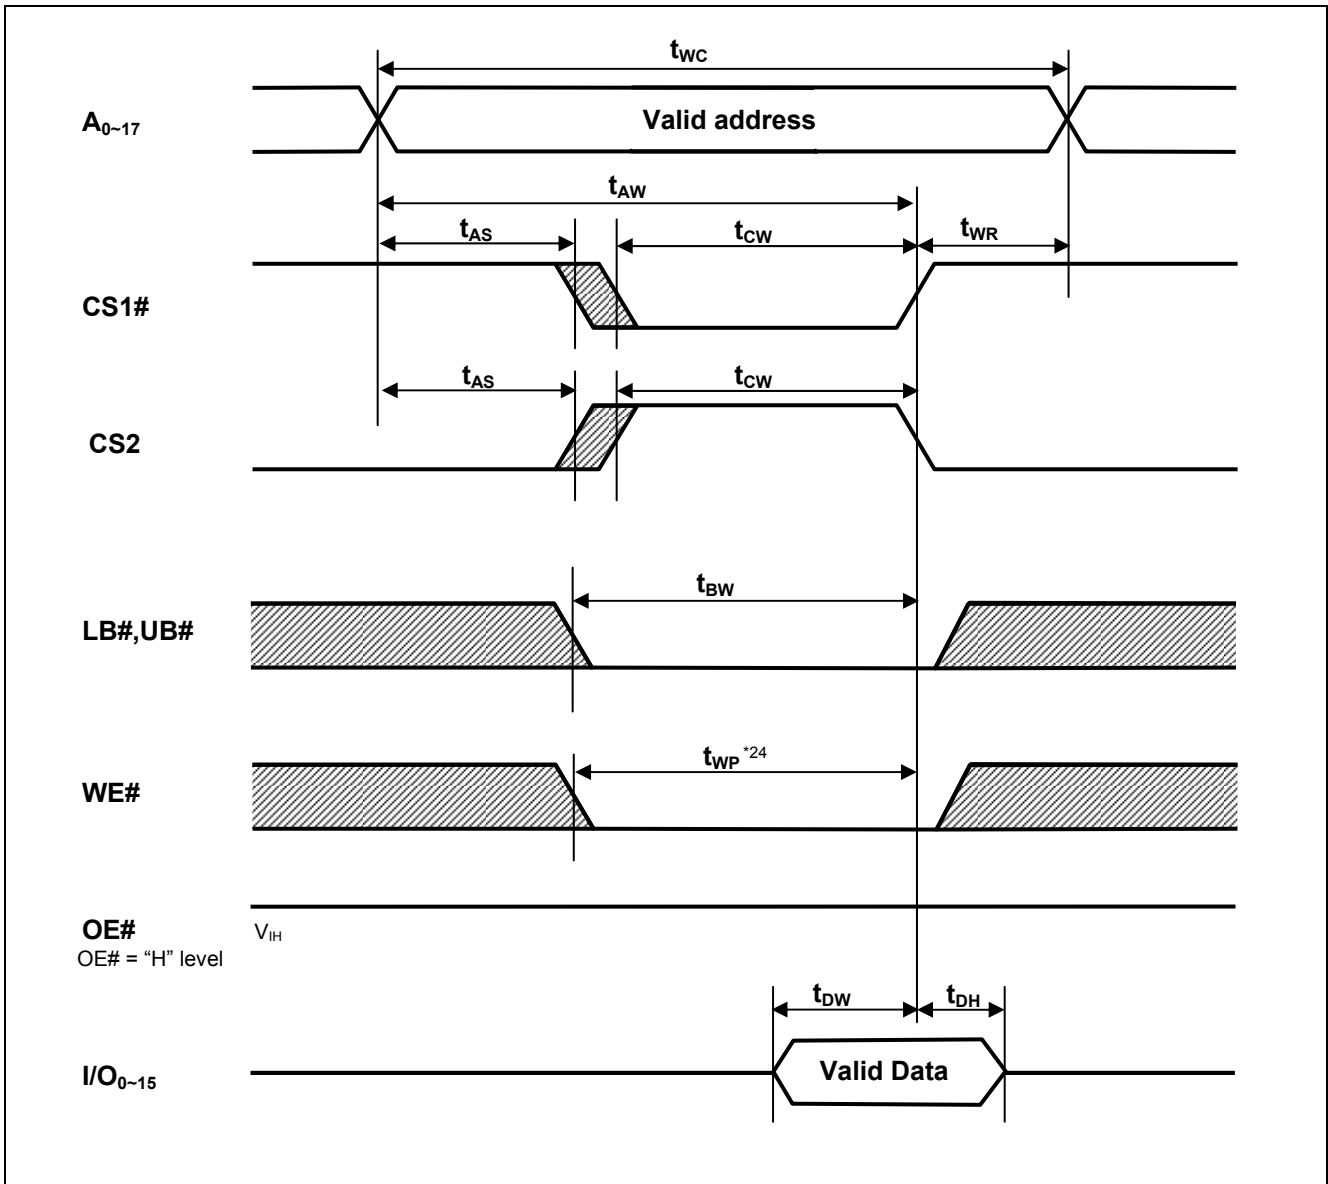 tWC
A0~17
Valid address
tAW
tAS
tCW
tWR
CS1#
tAS
tCW
CS2
tBW
LB#,UB#
tWP *24
WE#
OE#
VIH
OE# = “H” level
tDW
tDH
I/O0~15
Valid Data